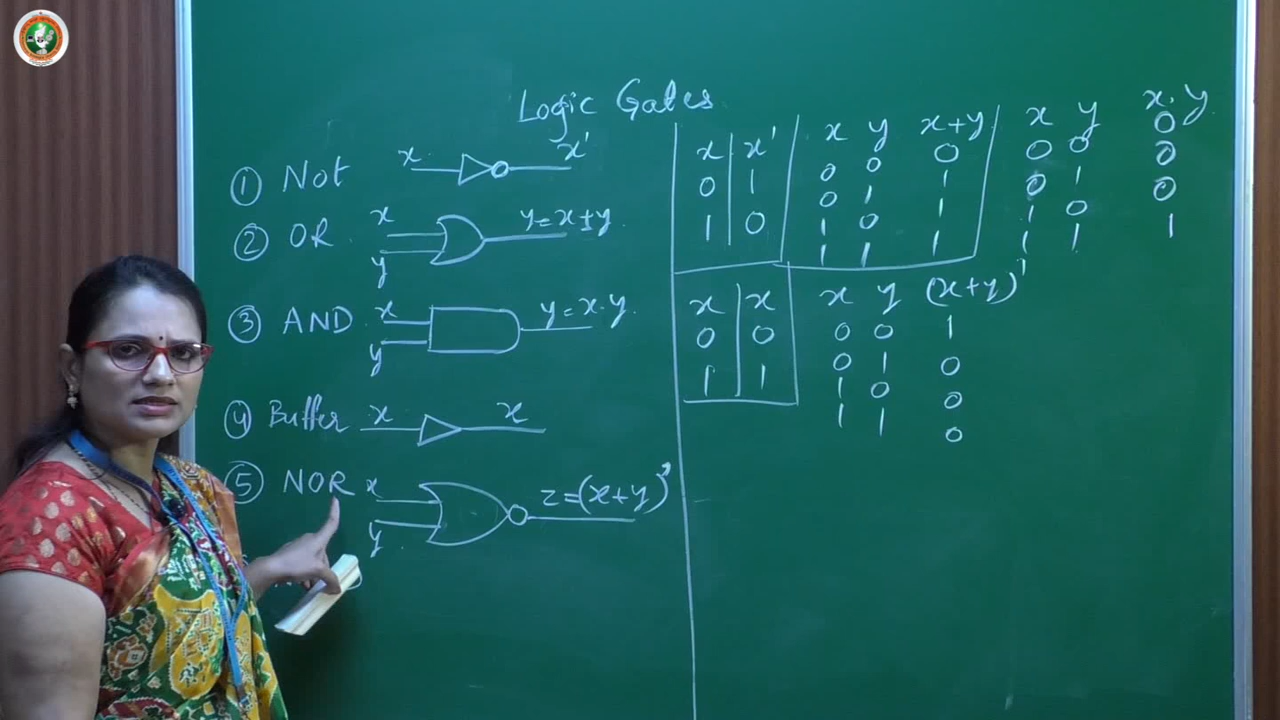 Logic Gates
① Not x x'
② OR x y y=x+y
③ AND x y y=x.y
④ Buffer x x
⑤ NOR x y z=(x+y)'
x x'
0 1
1 0
x y x+y
0 0 0
0 1 1
1 0 1
1 1 1
x y x.y
0 0 0
0 1 0
1 0 0
1 1 1
x x
0 0
1 1
x y (x+y)'
0 0 1
0 1 0
1 0 0
1 1 0